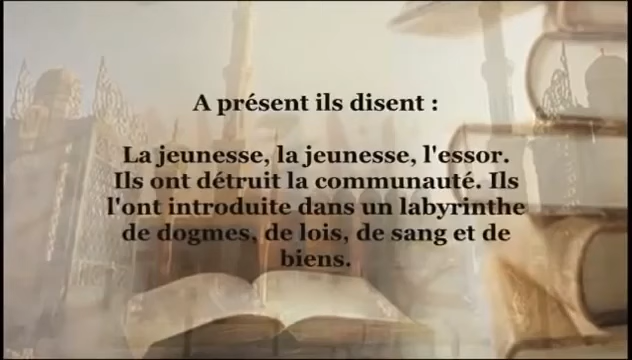 A présent ils disent :
La jeunesse, la jeunesse, l'essor.
Ils ont détruit la communauté. Ils
l'ont introduite dans un labyrinthe
de dogmes, de lois, de sang et de
biens.